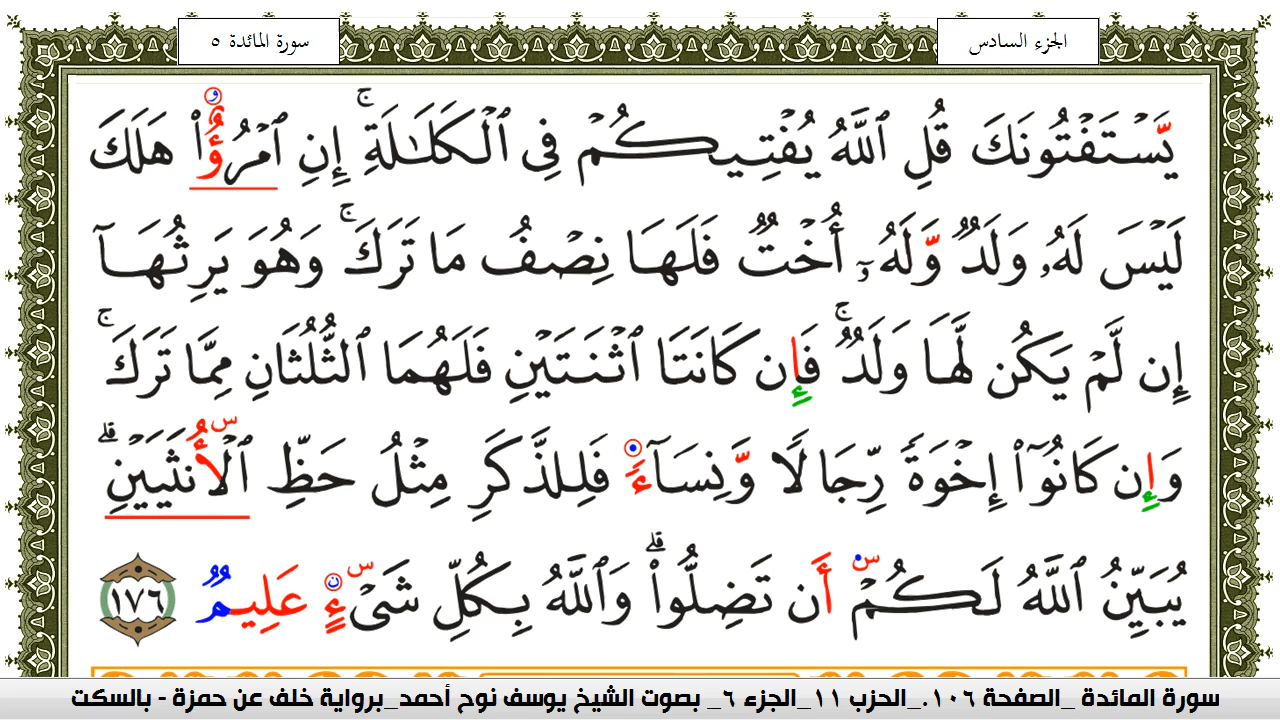 الجزء السادس
سورة المائدة ٥
يَّسْتَفْتُونَكَ قُلِ ٱللَّهُ يُفْتِيكُمْ فِى ٱلْكَلَـٰلَةِۚ إِنِ ٱمْرُؤٌا۟ هَلَكَ
لَيْسَ لَهُۥ وَلَدٌ وَّلَهُۥٓ أُخْتٌ فَلَهَا نِصْفُ مَا تَرَكَۚ وَهُوَ يَرِثُهَآ
إِن لَّمْ يَكُن لَّهَا وَلَدٌۚ فَإِن كَانَتَا ٱثْنَتَيْنِ فَلَهُمَا ٱلثُّلُثَانِ مِمَّا تَرَكَۚ
وَإِن كَانُوٓا۟ إِخْوَةً رِّجَالًا وَّنِسَآءً فَلِلذَّكَرِ مِثْلُ حَظِّ ٱلْأُنثَيَيْنِۗ
يُبَيِّنُ ٱللَّهُ لَكُمْ أَن تَضِلُّوا۟ۗ وَٱللَّهُ بِكُلِّ شَىْءٍ عَلِيمٌ ١٧٦
سورة المائدة _الصفحة ١٠٦._الحزب ١١_الجزء ٦_ بصوت الشيخ يوسف نوح أحمد_برواية خلف عن حمزة - بالسكت